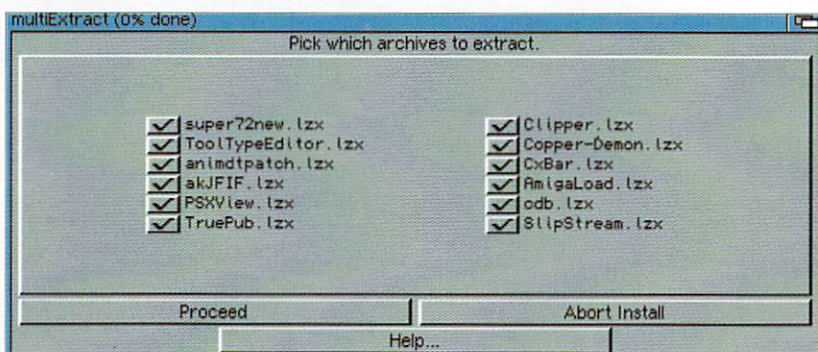 multiExtract (0% done)
Pick which archives to extract.
super72new.lzx
ToolTypeEditor.lzx
animdtpatch.lzx
akJFIF.lzx
PSXView.lzx
TruePub.lzx
Clipper.lzx
Copper-Demon.lzx
CxBar.lzx
AmigaLoad.lzx
cdb.lzx
SlipStream.lzx
Proceed
Abort Install
Help...